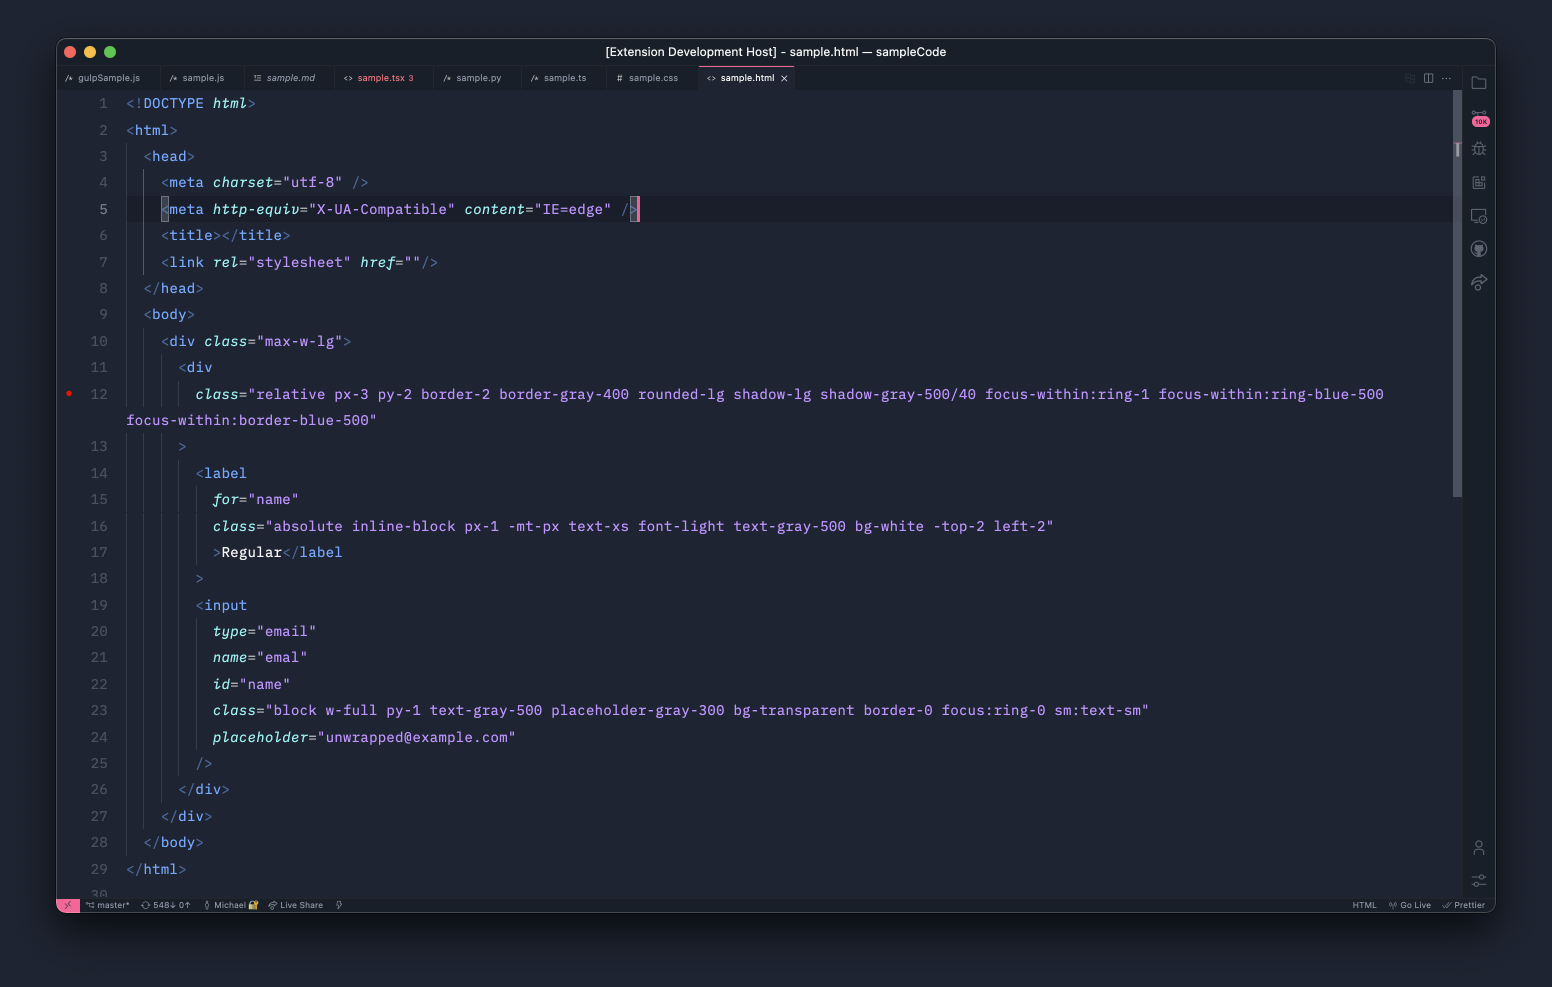 [Extension Development Host] - sample.html — sampleCode
gulpSample.js sample.js sample.md <> sample.tsx 3 sample.py sample.ts # sample.css <> sample.html ×
1 <!DOCTYPE html>
2 <html>
3 <head>
4 <meta charset="utf-8" />
5 <meta http-equiv="X-UA-Compatible" content="IE=edge" />
6 <title></title>
7 <link rel="stylesheet" href=""/>
8 </head>
9 <body>
10 <div class="max-w-lg">
11 <div
12 class="relative px-3 py-2 border-2 border-gray-400 rounded-lg shadow-lg shadow-gray-500/40 focus-within:ring-1 focus-within:ring-blue-500
focus-within:border-blue-500"
13 >
14 <label
15 for="name"
16 class="absolute inline-block px-1 -mt-px text-xs font-light text-gray-500 bg-white -top-2 left-2"
17 >Regular</label
18 >
19 <input
20 type="email"
21 name="emal"
22 id="name"
23 class="block w-full py-1 text-gray-500 placeholder-gray-300 bg-transparent border-0 focus:ring-0 sm:text-sm"
24 placeholder="unwrapped@example.com"
25 />
26 </div>
27 </div>
28 </body>
29 </html>
30
10K
master* 548↓ 0↑ Michael 🔐 Live Share HTML Go Live Prettier